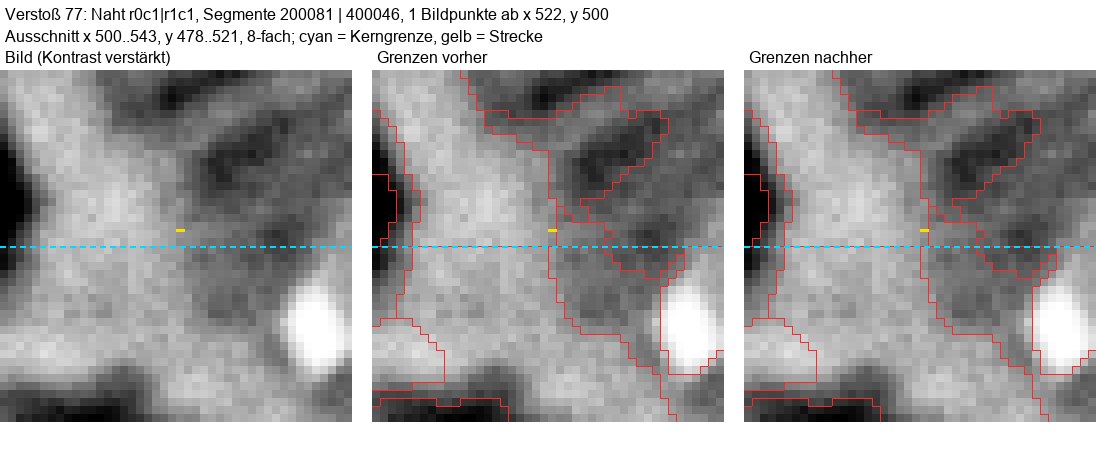 Verstoß 77: Naht r0c1|r1c1, Segmente 200081 | 400046, 1 Bildpunkte ab x 522, y 500
Ausschnitt x 500..543, y 478..521, 8-fach; cyan = Kerngrenze, gelb = Strecke
Bild (Kontrast verstärkt) Grenzen vorher Grenzen nachher